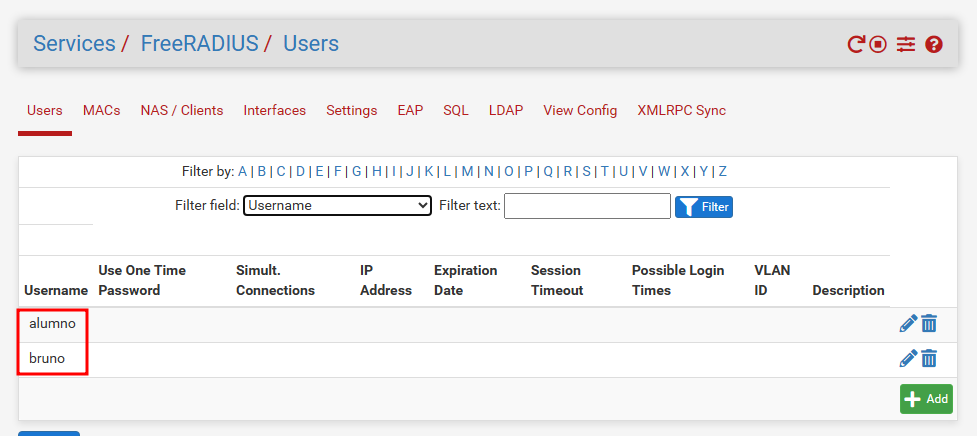 Services / FreeRADIUS / Users
Users MACs NAS / Clients Interfaces Settings EAP SQL LDAP View Config XMLRPC Sync
Filter by: A | B | C | D | E | F | G | H | I | J | K | L | M | N | O | P | Q | R | S | T | U | V | W | X | Y | Z
Filter field: Username Filter text: Filter
Username Use One Time Password Simult. Connections IP Address Expiration Date Session Timeout Possible Login Times VLAN ID Description
alumno
bruno
Add